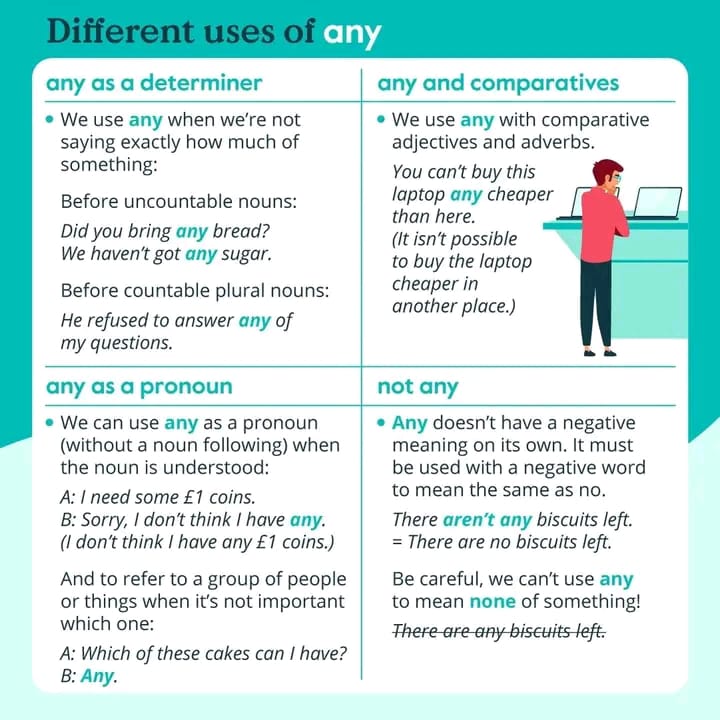 Different uses of any
any as a determiner
• We use any when we're not
saying exactly how much of
something:
Before uncountable nouns:
Did you bring any bread?
We haven't got any sugar.
Before countable plural nouns:
He refused to answer any of
my questions.
any and comparatives
• We use any with comparative
adjectives and adverbs.
You can't buy this
laptop any cheaper
than here.
(It isn't possible
to buy the laptop
cheaper in
another place.)
any as a pronoun
• We can use any as a pronoun
(without a noun following) when
the noun is understood:
A: I need some £1 coins.
B: Sorry, I don't think I have any.
(I don't think I have any £1 coins.)
And to refer to a group of people
or things when it's not important
which one:
A: Which of these cakes can I have?
B: Any.
not any
• Any doesn't have a negative
meaning on its own. It must
be used with a negative word
to mean the same as no.
There aren't any biscuits left.
= There are no biscuits left.
Be careful, we can't use any
to mean none of something!
There are any biscuits left.